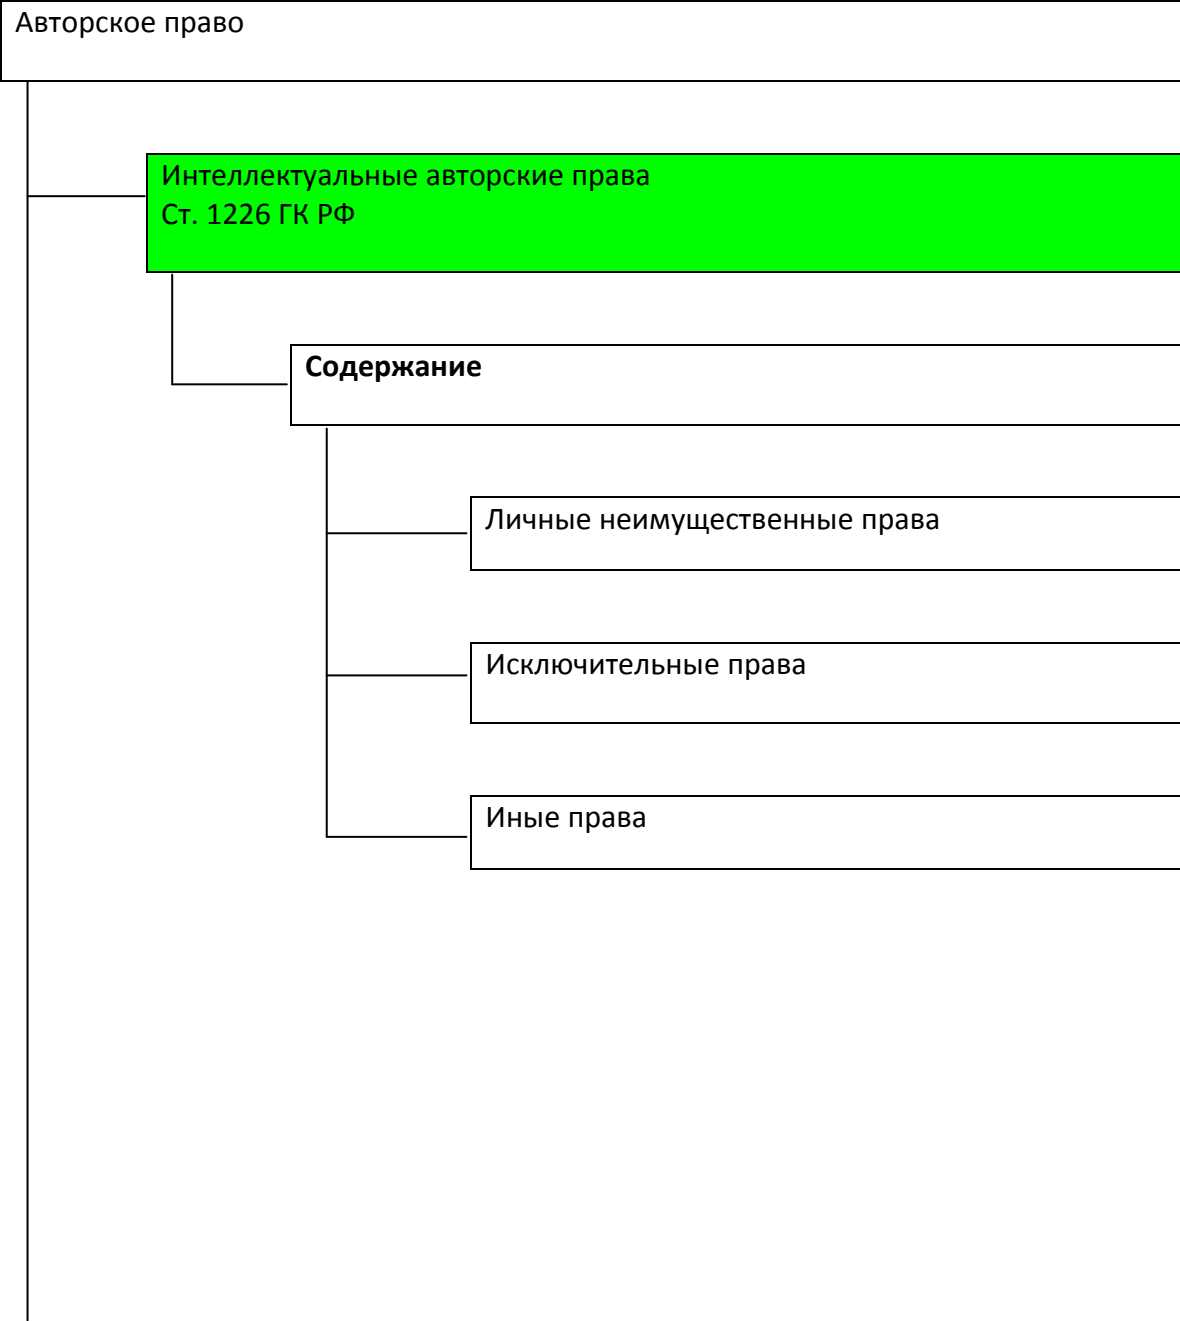 Авторское право
Интеллектуальные авторские права
Ст. 1226 ГК РФ
Содержание
Личные неимущественные права
Исключительные права
Иные права